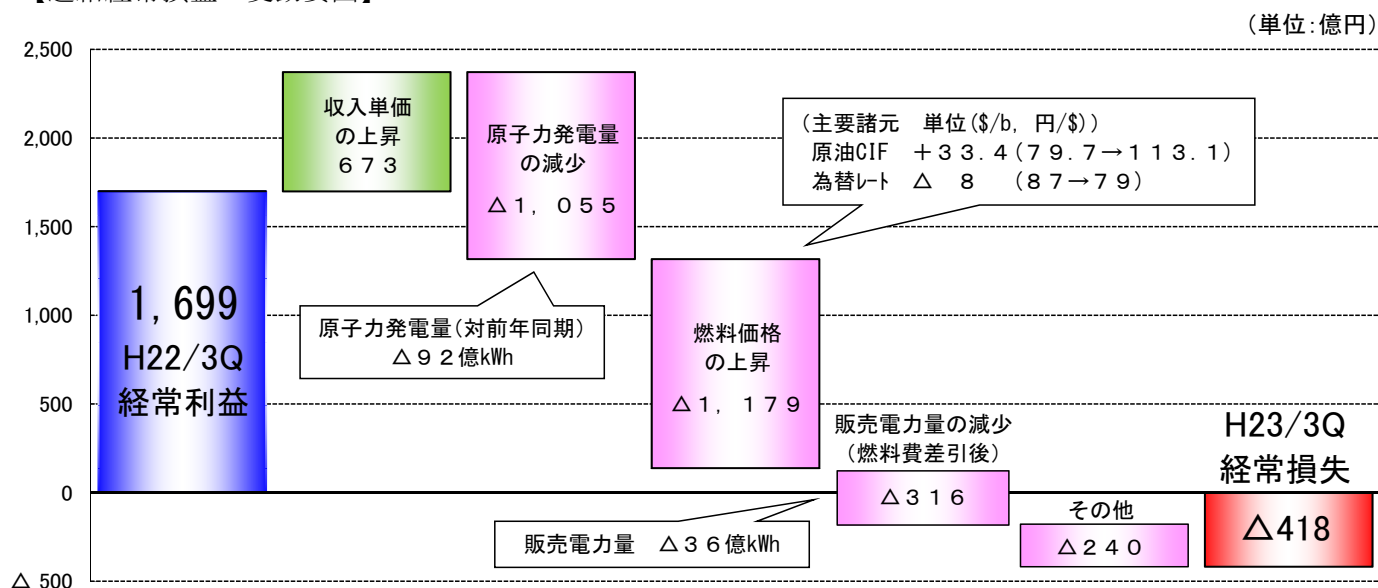 (単位:億円)
2,500
2,000
1,500
1,000
500
0
△ 500
1,699
H22/3Q
経常利益
収入単価
の上昇
６７３
原子力発電量
の減少
△１，０５５
原子力発電量(対前年同期)
△９２億kWh
(主要諸元　単位($/b, 円/$))
原油CIF　＋３３.４(７９.７→１１３.１)
為替ﾚｰﾄ　△　８　(８７→７９)
燃料価格
の上昇
△１，１７９
販売電力量の減少
(燃料費差引後)
△３１６
販売電力量　△３６億kWh
その他
△２４０
H23/3Q
経常損失
△418